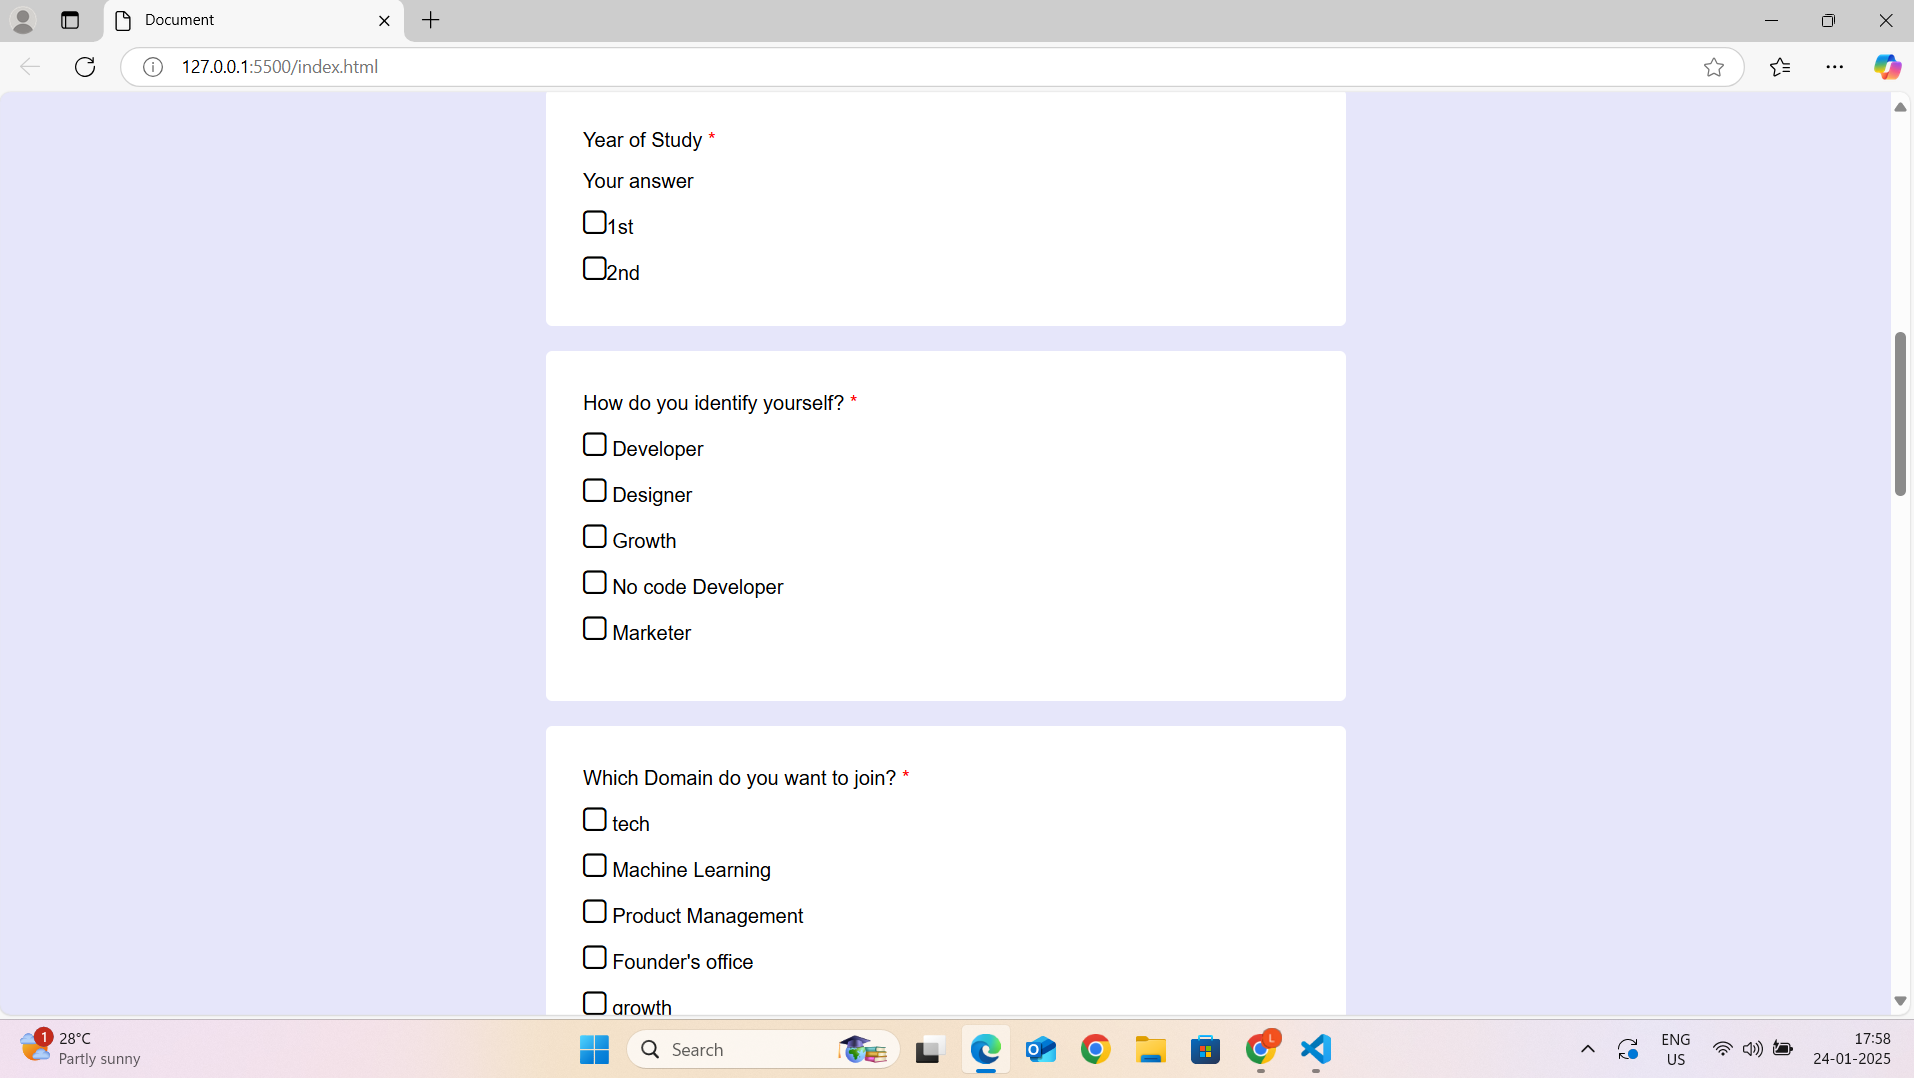 Document
127.0.0.1:5500/index.html
Year of Study *
Your answer
1st
2nd
How do you identify yourself? *
Developer
Designer
Growth
No code Developer
Marketer
Which Domain do you want to join? *
tech
Machine Learning
Product Management
Founder's office
growth
1
28°C
Partly sunny
Search
L
ENG
US
17:58
24-01-2025